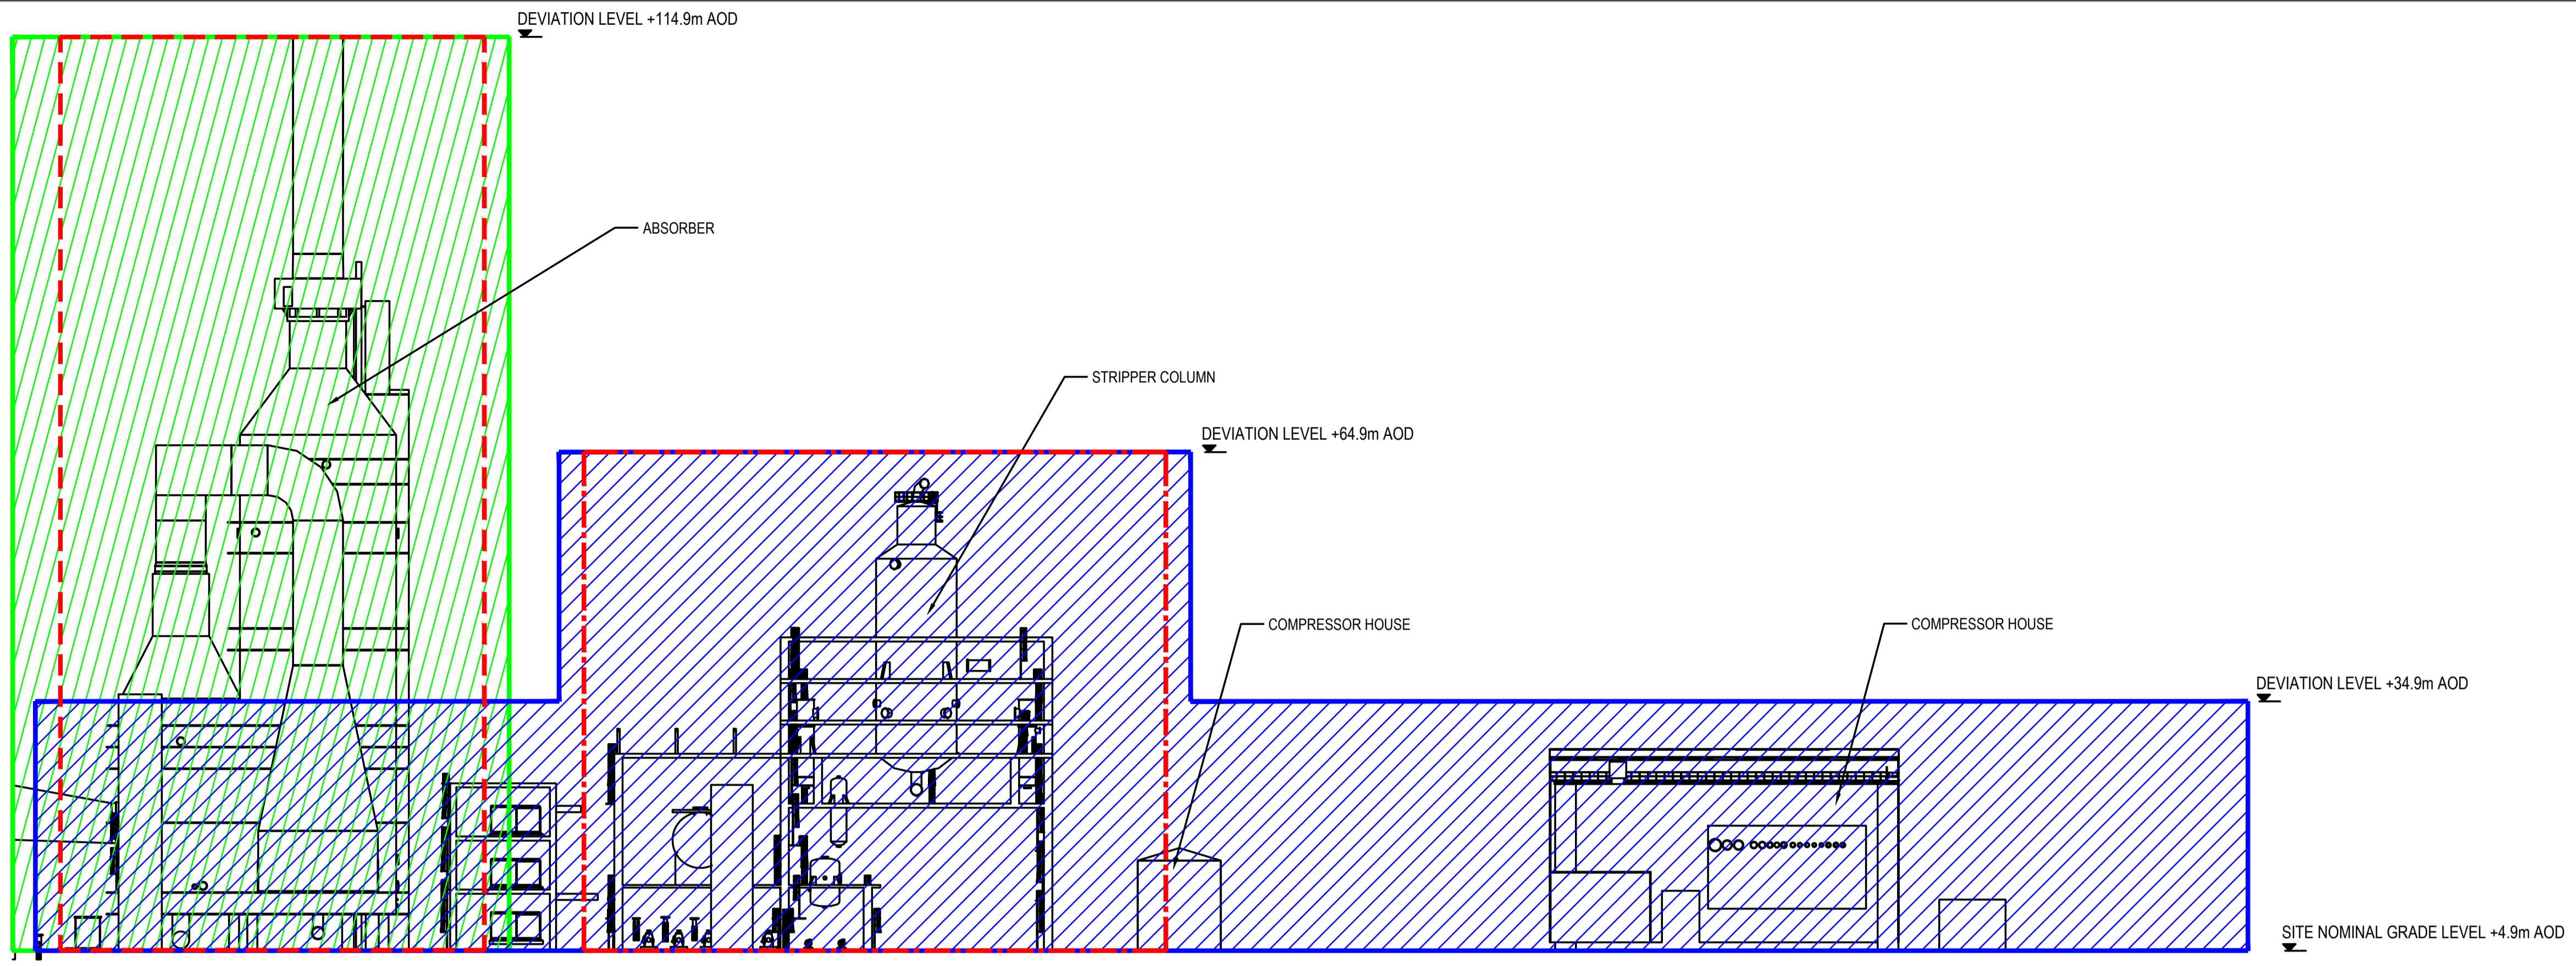 DEVIATION LEVEL +114.9m AOD
ABSORBER
STRIPPER COLUMN
DEVIATION LEVEL +64.9m AOD
COMPRESSOR HOUSE
COMPRESSOR HOUSE
DEVIATION LEVEL +34.9m AOD
SITE NOMINAL GRADE LEVEL +4.9m AOD